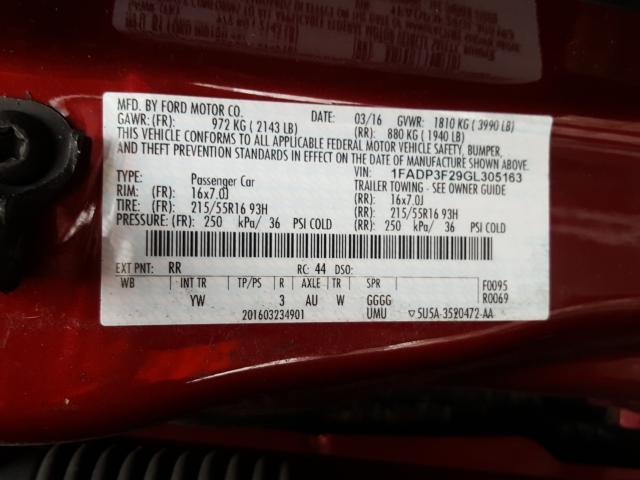 MFD. BY FORD MOTOR CO. DATE: 03/16 GVWR: 1810 KG ( 3990 LB)
GAWR: (FR): 972 KG ( 2143 LB) (RR): 880 KG ( 1940 LB)
THIS VEHICLE CONFORMS TO ALL APPLICABLE FEDERAL MOTOR VEHICLE SAFETY, BUMPER,
AND THEFT PREVENTION STANDARDS IN EFFECT ON THE DATE OF MANUFACTURE SHOWN ABOVE.
VIN: 1FADP3F29GL305163
TYPE: Passenger Car TRAILER TOWING - SEE OWNER GUIDE
RIM: 16x7.0J (RR): 16x7.0J
TIRE: 215/55R16 93H (RR): 215/55R16 93H
PRESSURE: (FR): 250 kPa/ 36 PSI COLD (RR): 250 kPa/ 36 PSI COLD
EXT PNT: RR RC: 44 DSO:
WB INT TR TP/PS R AXLE TR SPR F0095
YW 3 AU W GGGG R0069
201603234901 UMU ▽5U5A-3520472-AA